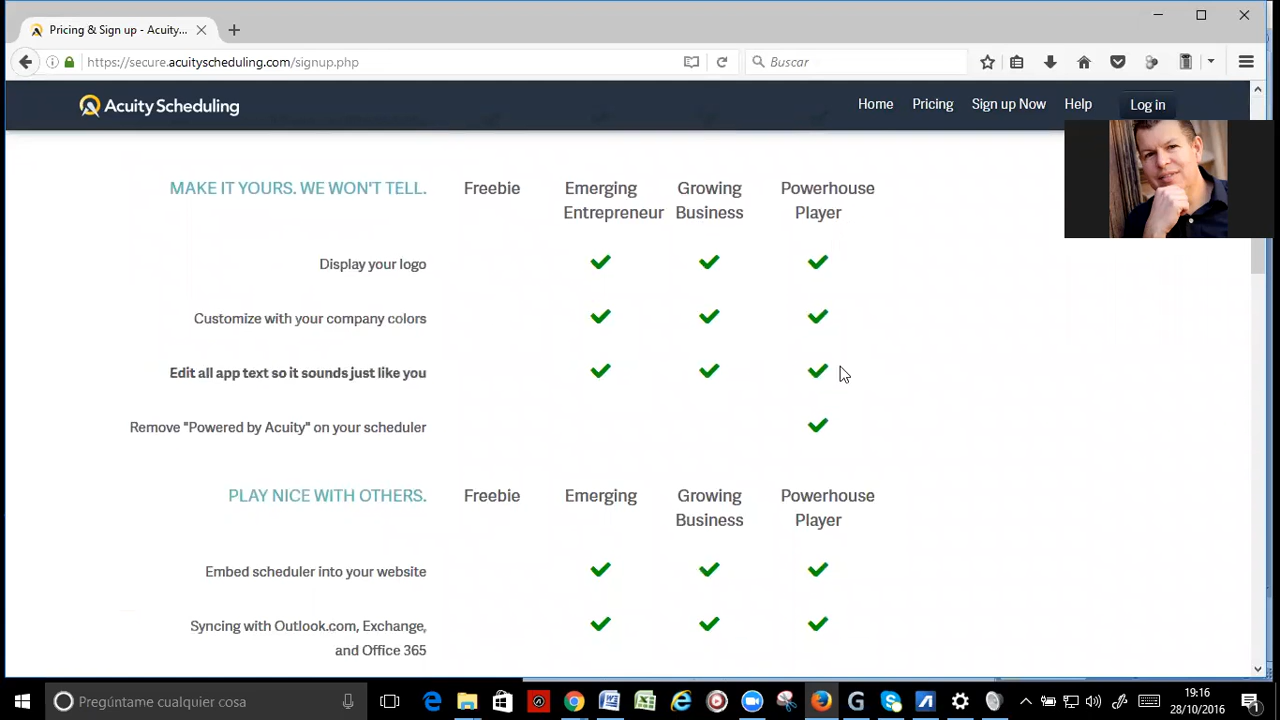 Pricing & Sign up - Acuity...
https://secure.acuityscheduling.com/signup.php
Buscar
Acuity Scheduling
Home Pricing Sign up Now Help Log in
MAKE IT YOURS. WE WON'T TELL. Freebie Emerging Entrepreneur Growing Business Powerhouse Player
Display your logo
Customize with your company colors
Edit all app text so it sounds just like you
Remove "Powered by Acuity" on your scheduler
PLAY NICE WITH OTHERS. Freebie Emerging Growing Business Powerhouse Player
Embed scheduler into your website
Syncing with Outlook.com, Exchange,
and Office 365
Pregúntame cualquier cosa
19:16
28/10/2016